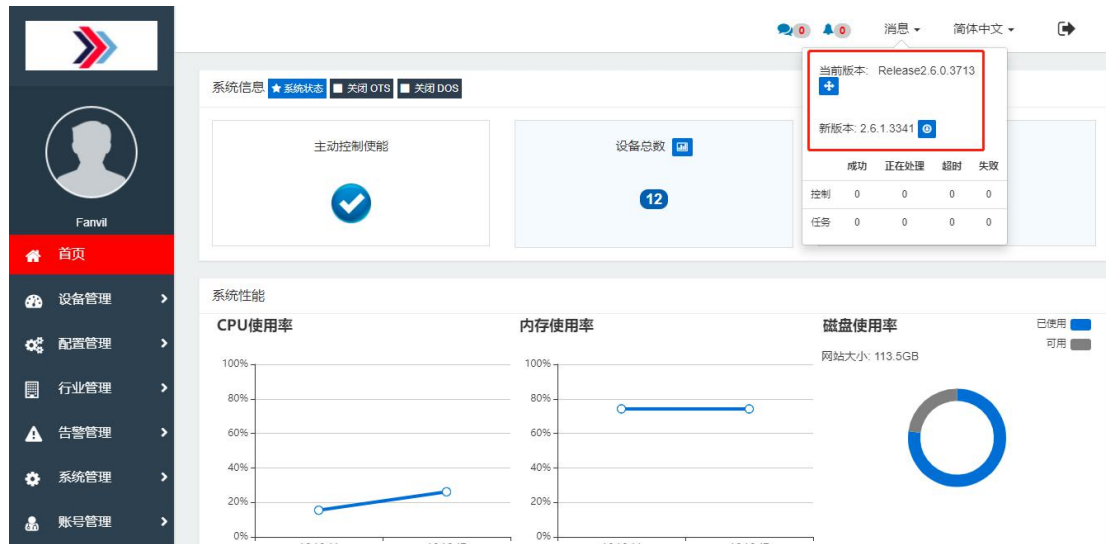 0 0 消息 简体中文
当前版本: Release2.6.0.3713
新版本: 2.6.1.3341
成功 正在处理 超时 失败
控制 0 0 0 0
任务 0 0 0 0
系统信息 系统状态 关闭 OTS 关闭 DOS
主动控制使能
设备总数
12
Fanvil
首页
设备管理
配置管理
行业管理
告警管理
系统管理
账号管理
系统性能
CPU使用率
100%
80%
60%
40%
20%
0%
内存使用率
100%
80%
60%
40%
20%
0%
磁盘使用率
已使用
可用
网站大小: 113.5GB